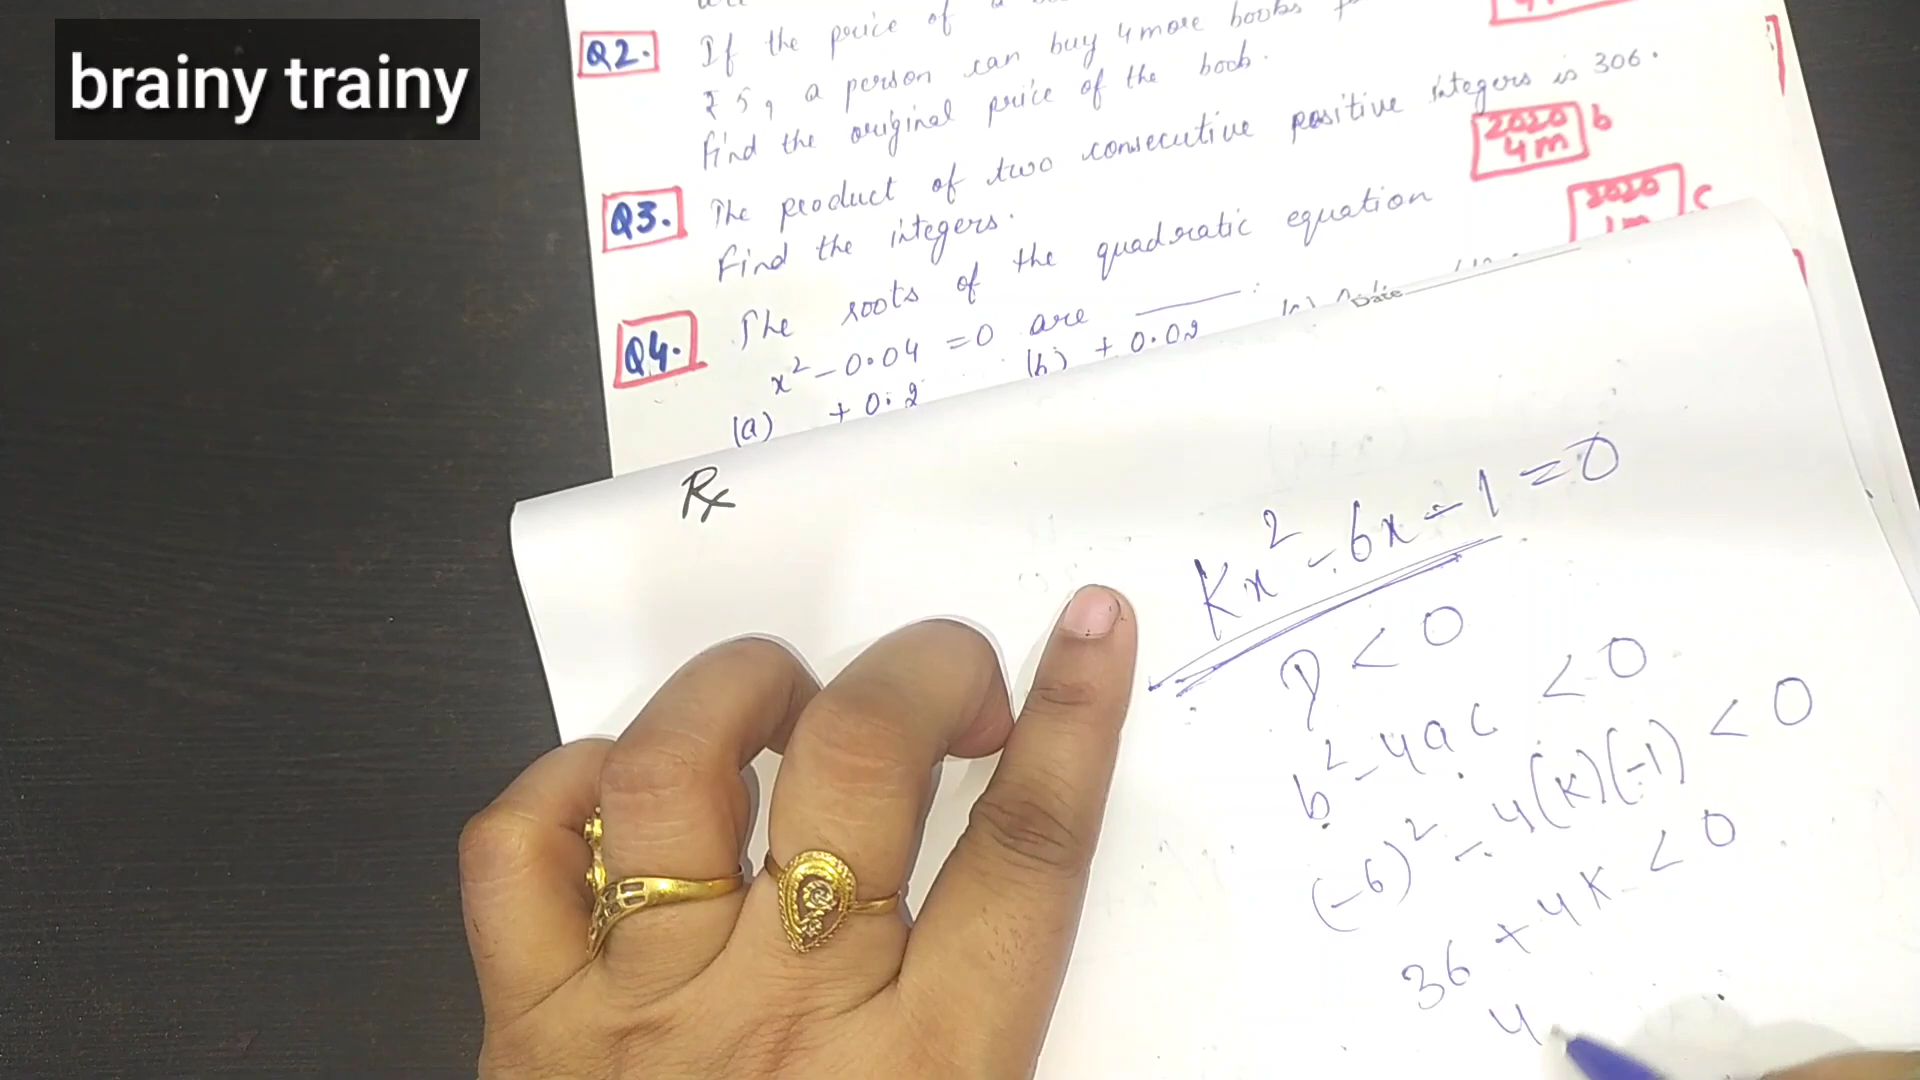 brainy trainy
Q2. If the price of a
₹ 5, a person can buy 4 more books
find the original price of the book.
Q3. The product of two consecutive positive integers is 306.
Find the integers.
2020 4m b
Q4. The roots of the quadratic equation
2020 1m c
x² - 0.04 = 0 are ______:
(a) ± 0.2 (b) ± 0.02
Date
Rx
Kx² - 6x - 1 = 0
D < 0
b² - 4ac < 0
(-6)² - 4(K)(-1) < 0
36 + 4K < 0
4